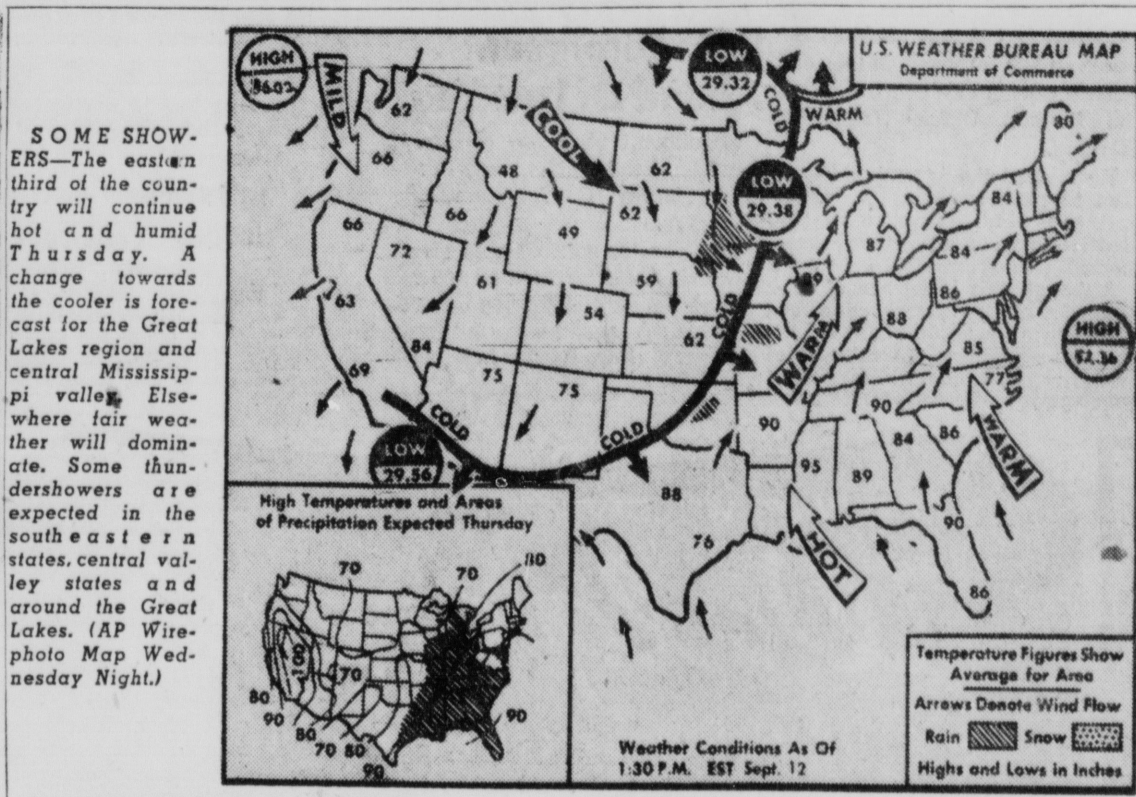 SOME SHOW-
ERS—The eastern
third of the coun-
try will continue
hot and humid
Thursday. A
change towards
the cooler is fore-
cast for the Great
Lakes region and
central Mississip-
pi valley. Else-
where fair wea-
ther will domin-
ate. Some thun-
dershowers are
expected in the
southeastern
states, central val-
ley states and
around the Great
Lakes. (AP Wire-
photo Map Wed-
nesday Night.)
U.S. WEATHER BUREAU MAP
Department of Commerce
HIGH
MILD
COOL
LOW
29.32
COLD
WARM
LOW
29.38
HIGH
LOW
29.56
COLD
COLD
COLD
WARM
WARM
HOT
62
66
48
62
80
66
66
62
84
72
49
87
84
61
59
89
86
63
54
88
84
62
85
69
75
75
77
90
90
84
86
95
89
88
90
76
86
High Temperatures and Areas
of Precipitation Expected Thursday
70
70
80
100
70
80
90
80
70
80
90
90
Weather Conditions As Of
1:30 P.M. EST Sept. 12
Temperature Figures Show
Average for Area
Arrows Denote Wind Flow
Rain Snow
Highs and Lows in Inches